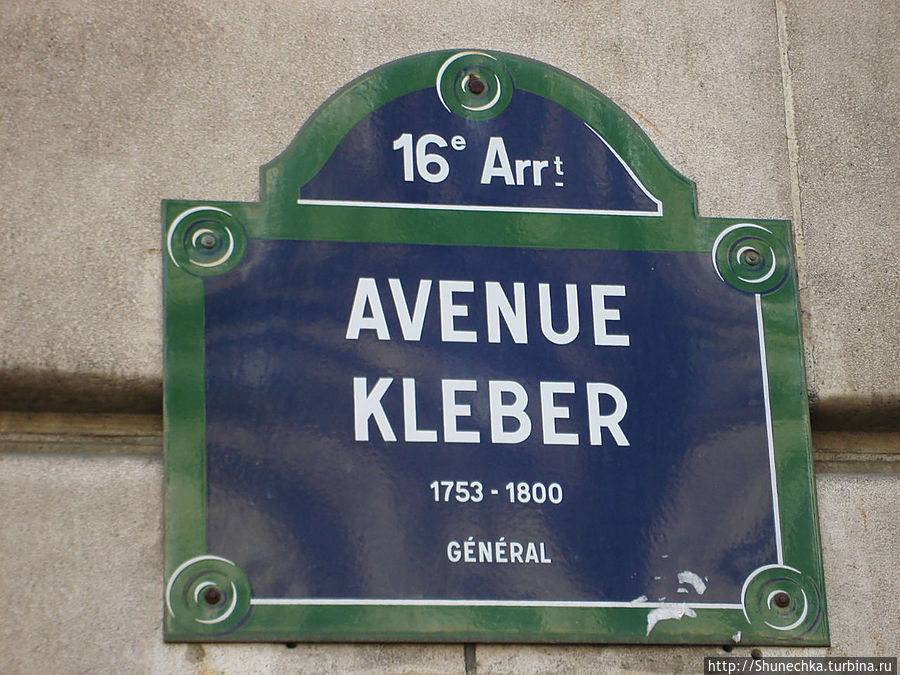 16e Arrt
AVENUE
KLEBER
1753 - 1800
GÉNÉRAL
http://Shunechka.turbina.ru